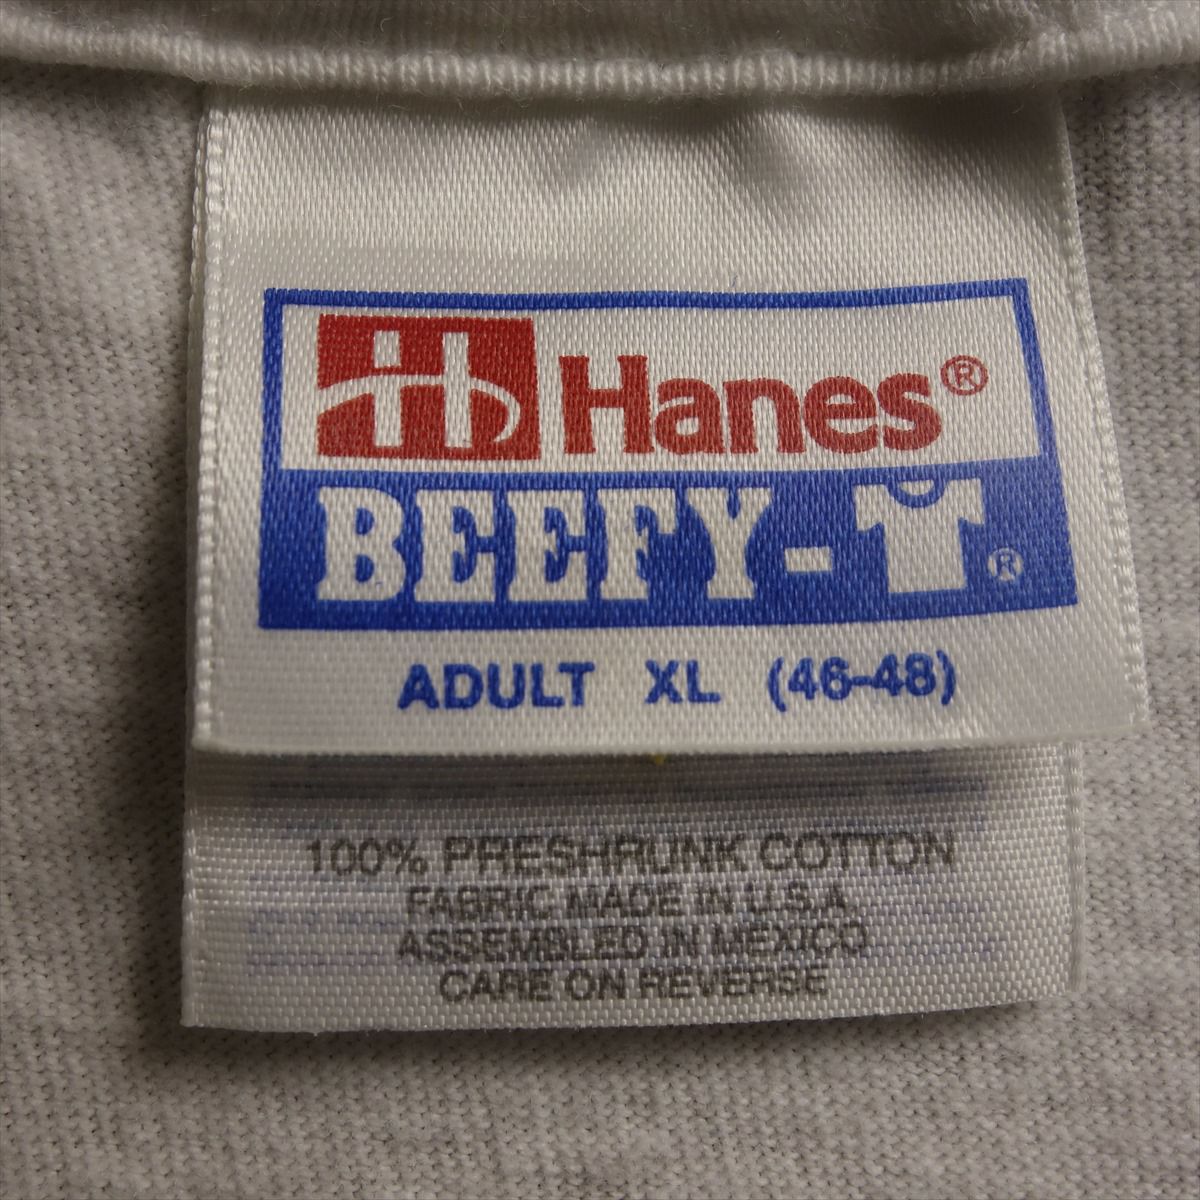 Hanes®
BEEFY-T®
ADULT XL (46-48)
100% PRESHRUNK COTTON
FABRIC MADE IN U.S.A
ASSEMBLED IN MEXICO
CARE ON REVERSE